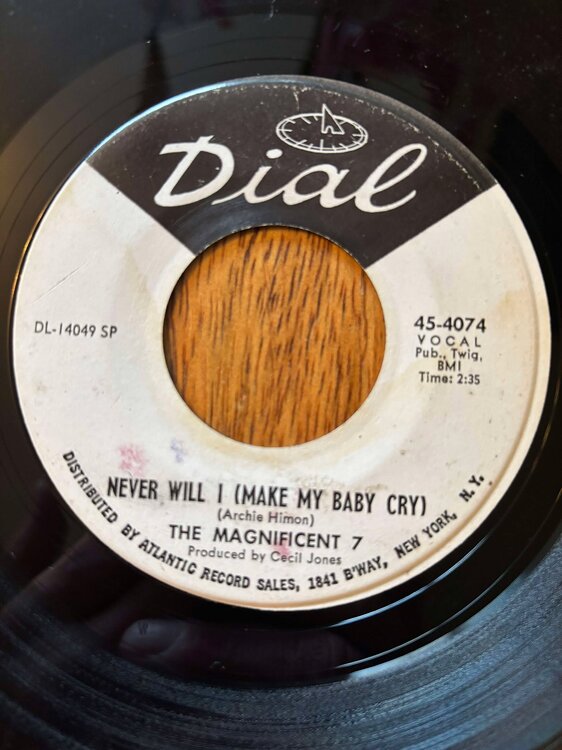 Dial
DL-14049 SP
45-4074
VOCAL
Pub., Twig,
BMI
Time: 2:35
NEVER WILL I (MAKE MY BABY CRY)
(Archie Himon)
THE MAGNIFICENT 7
Produced by Cecil Jones
DISTRIBUTED BY ATLANTIC RECORD SALES, 1841 B'WAY, NEW YORK, N.Y.